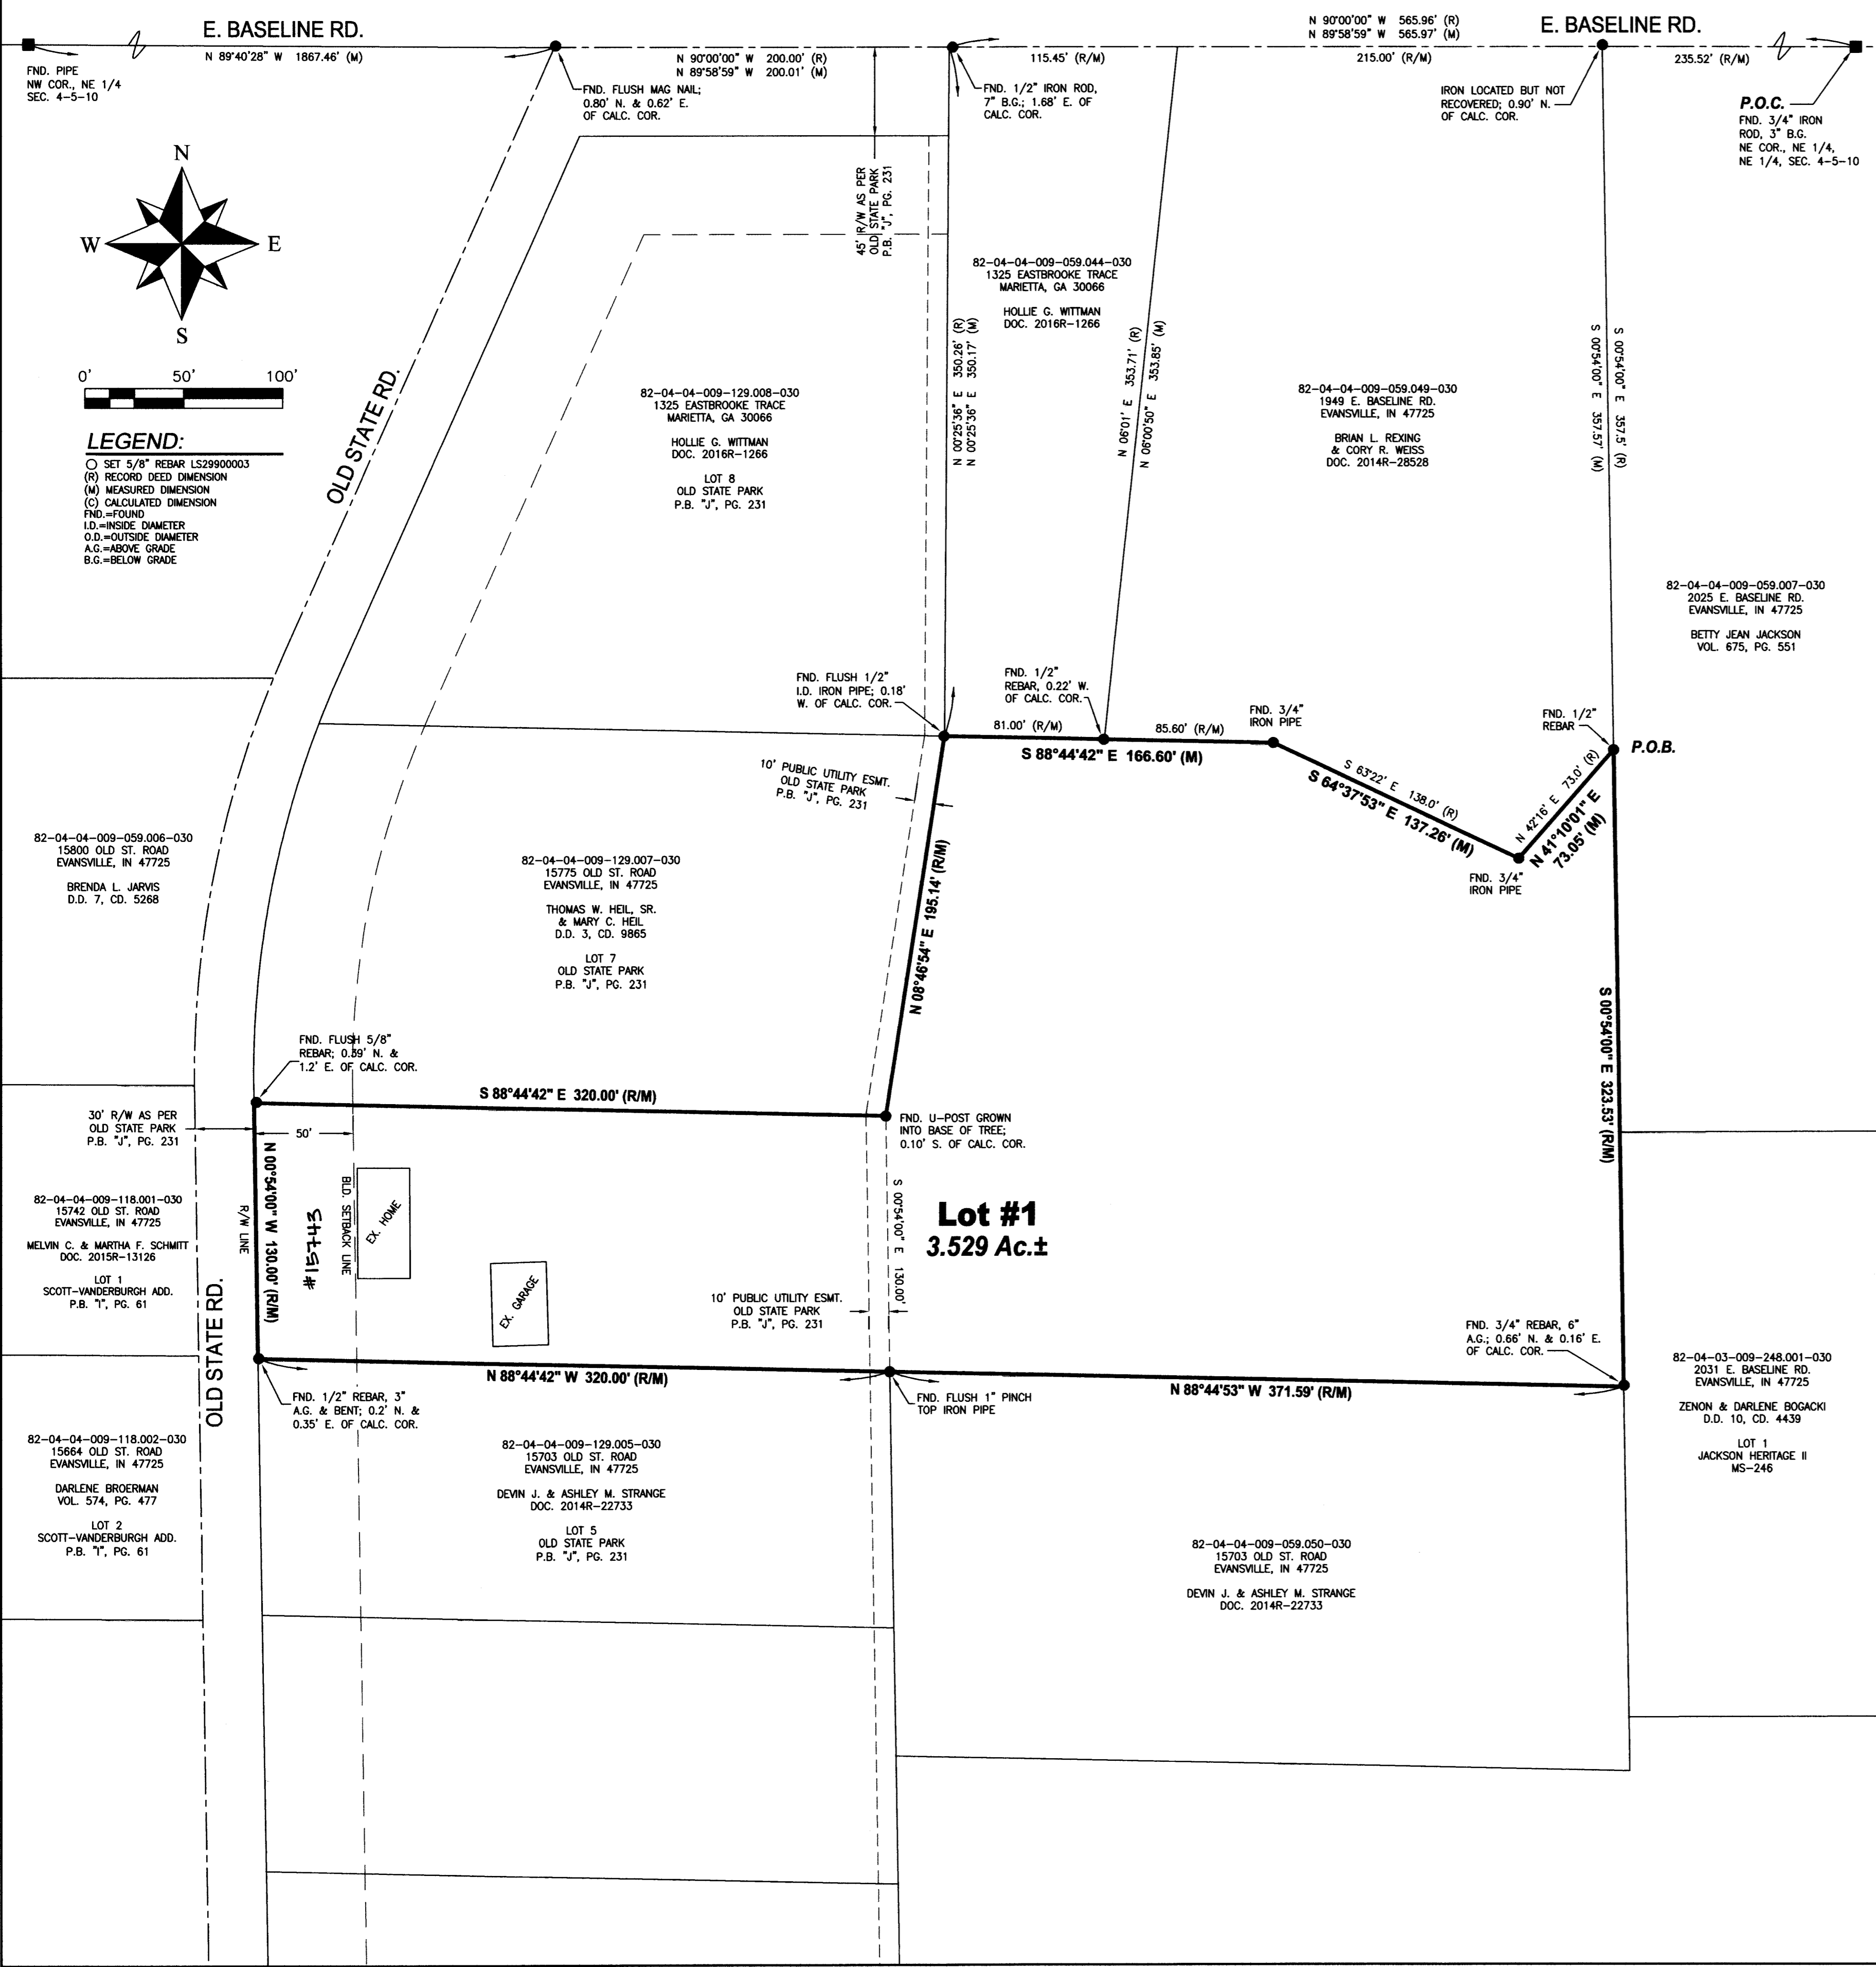 E. BASELINE RD.
N 89°40'28" W 1867.46' (M)
FND. PIPE
NW COR., NE 1/4
SEC. 4-5-10
N 90°00'00" W 200.00' (R)
N 89°58'59" W 200.01' (M)
FND. FLUSH MAG NAIL;
0.80' N. & 0.62' E.
OF CALC. COR.
115.45' (R/M)
FND. 1/2" IRON ROD,
7" B.G.; 1.68' E. OF
CALC. COR.
N 90°00'00" W 565.96' (R)
N 89°58'59" W 565.97' (M)
215.00' (R/M)
E. BASELINE RD.
235.52' (R/M)
IRON LOCATED BUT NOT
RECOVERED; 0.90' N.
OF CALC. COR.
P.O.C.
FND. 3/4" IRON
ROD, 3" B.G.
NE COR., NE 1/4,
NE 1/4, SEC. 4-5-10
N
W E
S
0' 50' 100'
LEGEND:
SET 5/8" REBAR LS29900003
(R) RECORD DEED DIMENSION
(M) MEASURED DIMENSION
(C) CALCULATED DIMENSION
FND.=FOUND
I.D.=INSIDE DIAMETER
O.D.=OUTSIDE DIAMETER
A.G.=ABOVE GRADE
B.G.=BELOW GRADE
OLD STATE RD.
45' R/W AS PER
OLD STATE PARK
P.B. "J", PG. 231
82-04-04-009-129.008-030
1325 EASTBROOKE TRACE
MARIETTA, GA 30066
HOLLIE G. WITTMAN
DOC. 2016R-1266
LOT 8
OLD STATE PARK
P.B. "J", PG. 231
82-04-04-009-059.044-030
1325 EASTBROOKE TRACE
MARIETTA, GA 30066
HOLLIE G. WITTMAN
DOC. 2016R-1266
N 00°25'36" E 350.26' (R)
N 00°25'36" E 350.17' (M)
N 06°01' E 353.71' (R)
N 06°00'50" E 353.85' (M)
82-04-04-009-059.049-030
1949 E. BASELINE RD.
EVANSVILLE, IN 47725
BRIAN L. REXING
& CORY R. WEISS
DOC. 2014R-28528
S 00°54'00" E 357.5' (R)
S 00°54'00" E 357.57' (M)
82-04-04-009-059.007-030
2025 E. BASELINE RD.
EVANSVILLE, IN 47725
BETTY JEAN JACKSON
VOL. 675, PG. 551
FND. FLUSH 1/2"
I.D. IRON PIPE; 0.18'
W. OF CALC. COR.
FND. 1/2"
REBAR, 0.22' W.
OF CALC. COR.
81.00' (R/M)
85.60' (R/M)
FND. 3/4"
IRON PIPE
S 88°44'42" E 166.60' (M)
FND. 1/2"
REBAR
P.O.B.
S 63°22' E 138.0' (R)
S 64°37'53" E 137.26' (M)
N 42°16' E 73.0' (R)
N 41°10'01" E
73.05' (M)
FND. 3/4"
IRON PIPE
10' PUBLIC UTILITY ESMT.
OLD STATE PARK
P.B. "J", PG. 231
82-04-04-009-059.006-030
15800 OLD ST. ROAD
EVANSVILLE, IN 47725
BRENDA L. JARVIS
D.D. 7, CD. 5268
82-04-04-009-129.007-030
15775 OLD ST. ROAD
EVANSVILLE, IN 47725
THOMAS W. HEIL, SR.
& MARY C. HEIL
D.D. 3, CD. 9865
LOT 7
OLD STATE PARK
P.B. "J", PG. 231
N 08°46'54" E 195.14' (R/M)
S 00°54'00" E 323.53' (R/M)
FND. FLUSH 5/8"
REBAR; 0.39' N. &
1.2' E. OF CALC. COR.
S 88°44'42" E 320.00' (R/M)
30' R/W AS PER
OLD STATE PARK
P.B. "J", PG. 231
50'
FND. U-POST GROWN
INTO BASE OF TREE;
0.10' S. OF CALC. COR.
82-04-04-009-118.001-030
15742 OLD ST. ROAD
EVANSVILLE, IN 47725
MELVIN C. & MARTHA F. SCHMITT
DOC. 2015R-13126
LOT 1
SCOTT-VANDERBURGH ADD.
P.B. "I", PG. 61
R/W LINE
N 00°54'00" W 130.00' (R/M)
#15743
BLD. SETBACK LINE
EX. HOME
EX. GARAGE
S 00°54'00" E 130.00'
Lot #1
3.529 Ac.±
10' PUBLIC UTILITY ESMT.
OLD STATE PARK
P.B. "J", PG. 231
OLD STATE RD.
FND. 3/4" REBAR, 6"
A.G.; 0.66' N. & 0.16' E.
OF CALC. COR.
N 88°44'42" W 320.00' (R/M)
N 88°44'53" W 371.59' (R/M)
FND. 1/2" REBAR, 3"
A.G. & BENT; 0.2' N. &
0.35' E. OF CALC. COR.
FND. FLUSH 1" PINCH
TOP IRON PIPE
82-04-03-009-248.001-030
2031 E. BASELINE RD.
EVANSVILLE, IN 47725
ZENON & DARLENE BOGACKI
D.D. 10, CD. 4439
LOT 1
JACKSON HERITAGE II
MS-246
82-04-04-009-118.002-030
15664 OLD ST. ROAD
EVANSVILLE, IN 47725
DARLENE BROERMAN
VOL. 574, PG. 477
LOT 2
SCOTT-VANDERBURGH ADD.
P.B. "I", PG. 61
82-04-04-009-129.005-030
15703 OLD ST. ROAD
EVANSVILLE, IN 47725
DEVIN J. & ASHLEY M. STRANGE
DOC. 2014R-22733
LOT 5
OLD STATE PARK
P.B. "J", PG. 231
82-04-04-009-059.050-030
15703 OLD ST. ROAD
EVANSVILLE, IN 47725
DEVIN J. & ASHLEY M. STRANGE
DOC. 2014R-22733